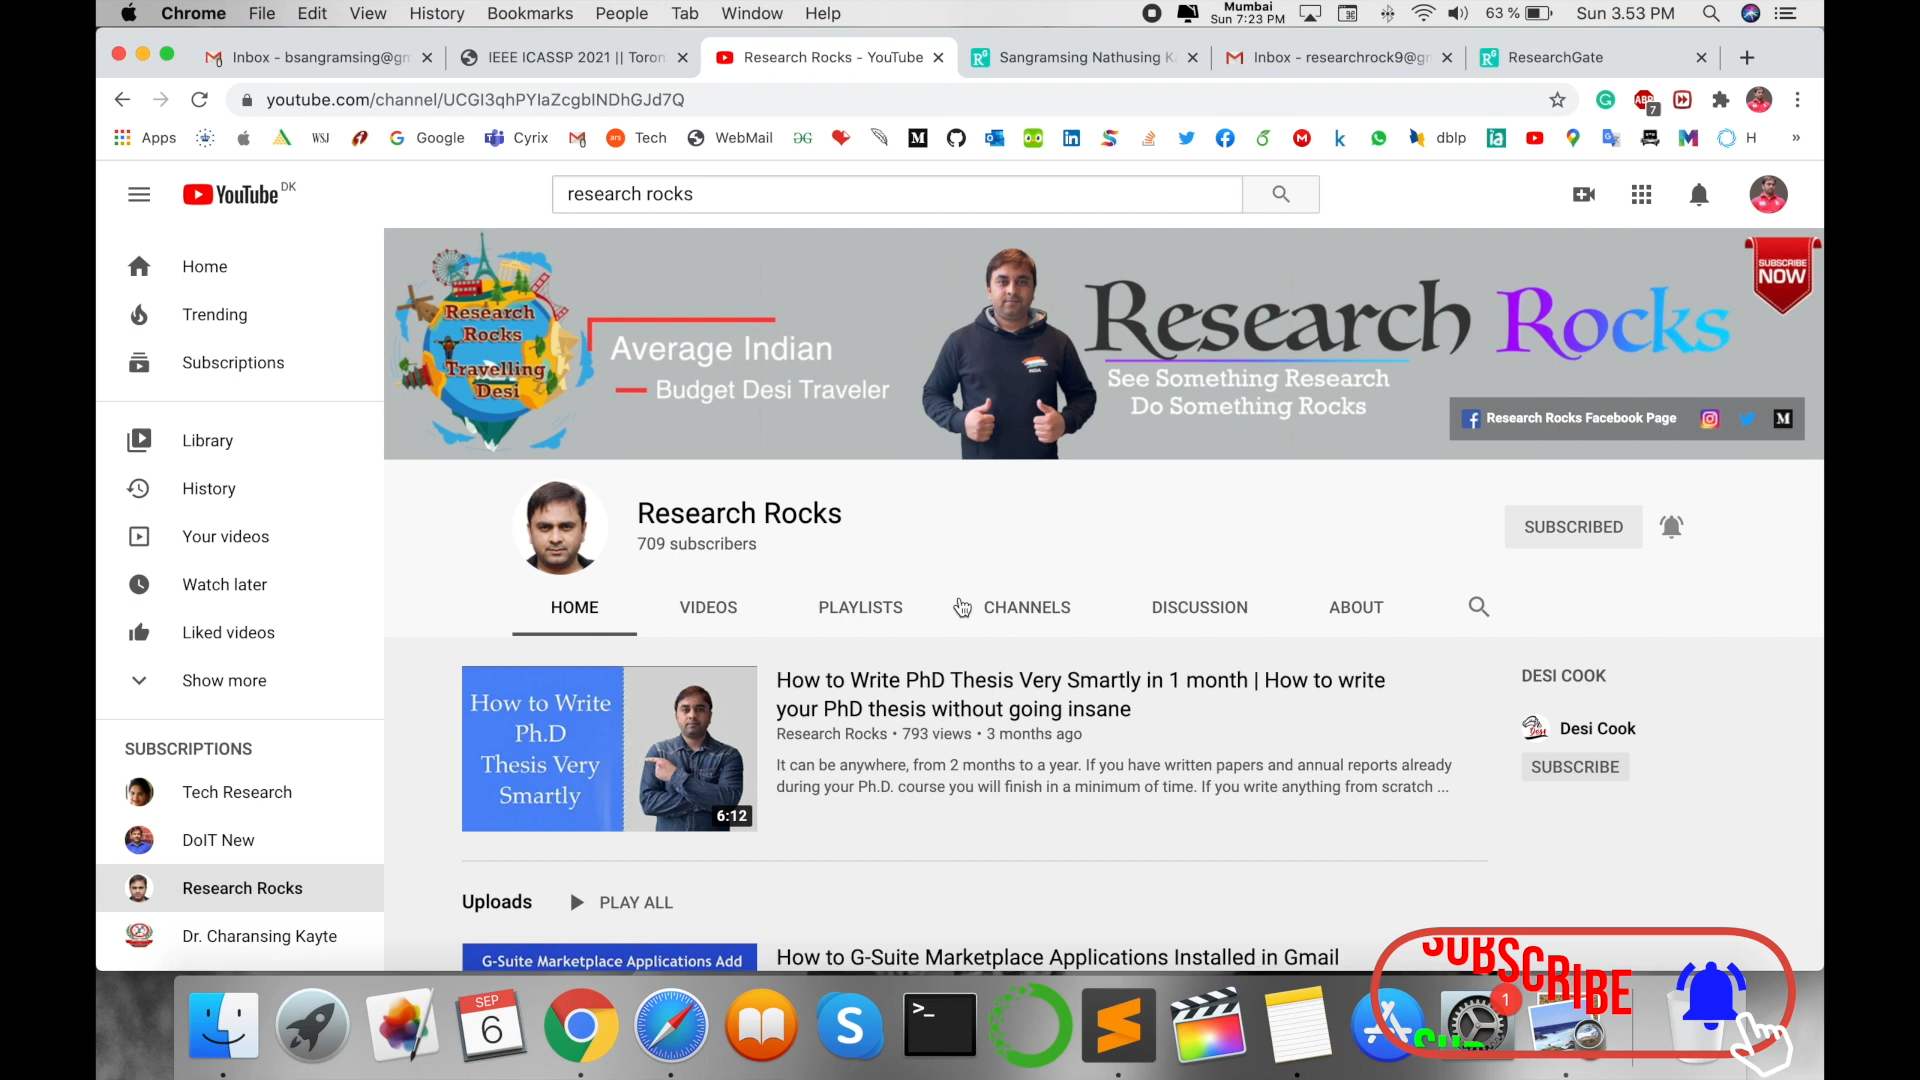 Chrome File Edit View History Bookmarks People Tab Window Help Mumbai Sun 7:23 PM 63 % Sun 3.53 PM
Inbox - bsangramsing@gm IEEE ICASSP 2021 || Toron Research Rocks - YouTube Sangramsing Nathusing K Inbox - researchrock9@gm ResearchGate
youtube.com/channel/UCGI3qhPYlaZcgbINDhGJd7Q
7
Apps WSJ Google Cyrix ars Tech WebMail dblp H »
YouTube DK
research rocks
Home
Trending
Subscriptions
Library
History
Your videos
Watch later
Liked videos
Show more
SUBSCRIPTIONS
Tech Research
DoIT New
Research Rocks
Dr. Charansing Kayte
Research
Rocks
Travelling
Desi
Average Indian
Budget Desi Traveler
Research Rocks
See Something Research
Do Something Rocks
SUBSCRIBE
NOW
Research Rocks Facebook Page
Research Rocks
709 subscribers
SUBSCRIBED
HOME VIDEOS PLAYLISTS CHANNELS DISCUSSION ABOUT
How to Write
Ph.D
Thesis Very
Smartly
6:12
How to Write PhD Thesis Very Smartly in 1 month | How to write
your PhD thesis without going insane
Research Rocks • 793 views • 3 months ago
It can be anywhere, from 2 months to a year. If you have written papers and annual reports already
during your Ph.D. course you will finish in a minimum of time. If you write anything from scratch ...
DESI COOK
Desi Cook
SUBSCRIBE
Uploads PLAY ALL
G-Suite Marketplace Applications Add
How to G-Suite Marketplace Applications Installed in Gmail
SUBSCRIBE
SEP
6
1